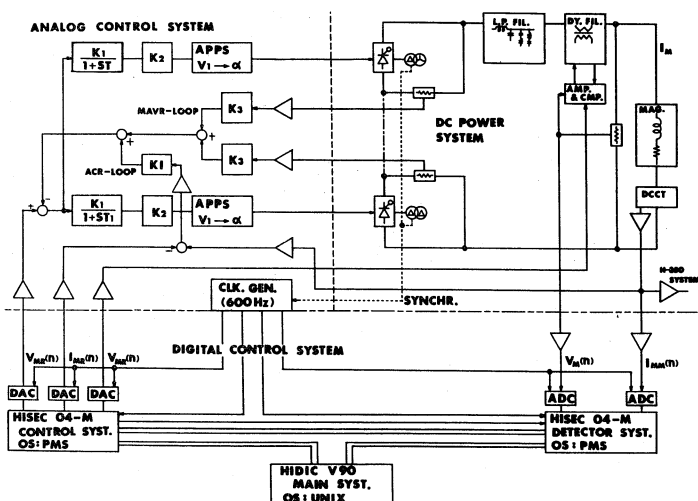 ANALOG CONTROL SYSTEM
L.P. FIL.
DY. FIL.
K1
1+ST
K2
APPS
V1→α
IM
AMP.
& CMP.
MAG.
MAVR-LOOP
K3
DC POWER
SYSTEM
ACR-LOOP
K1
K3
K1
1+ST1
K2
APPS
V1→α
DCCT
SYSTEM
CLK. GEN.
(600Hz)
SYNCHR.
DIGITAL CONTROL SYSTEM
VMR(n)
IMR(n)
VMR(n)
VM(n)
IMM(n)
DAC
DAC
DAC
ADC
ADC
HISEC 04-M
CONTROL SYST.
OS:PMS
HISEC 04-M
DETECTOR SYST.
OS:PMS
HIDIC V90
MAIN SYST.
OS:UNIX